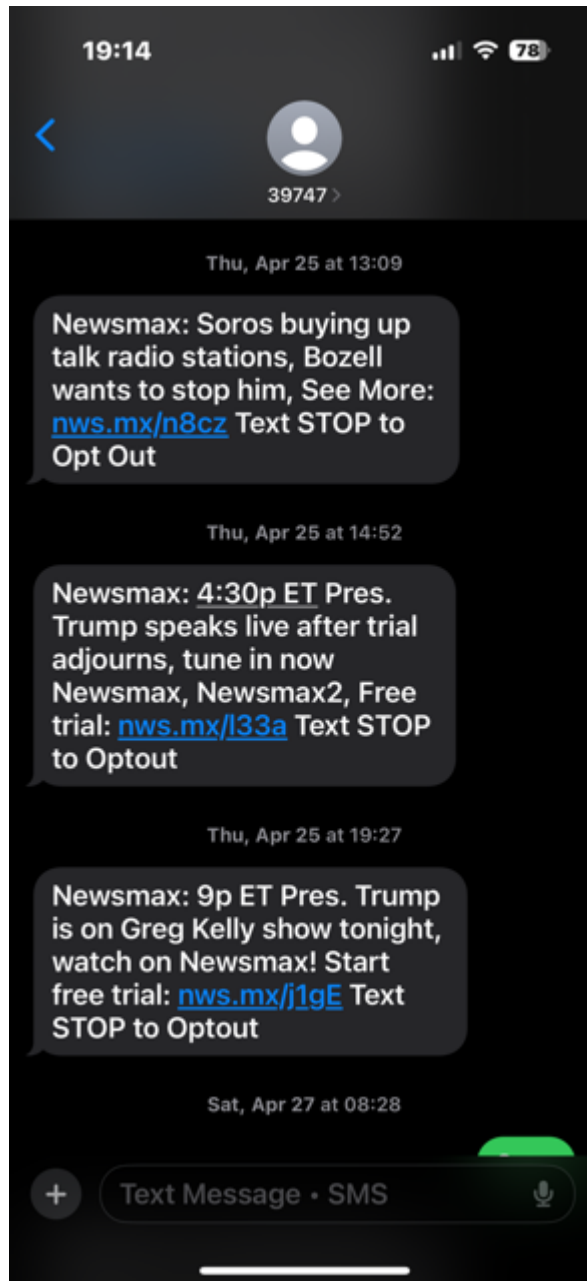 19:14
78
39747
Thu, Apr 25 at 13:09
Newsmax: Soros buying up
talk radio stations, Bozell
wants to stop him, See More:
nws.mx/n8cz Text STOP to
Opt Out
Thu, Apr 25 at 14:52
Newsmax: 4:30p ET Pres.
Trump speaks live after trial
adjourns, tune in now
Newsmax, Newsmax2, Free
trial: nws.mx/l33a Text STOP
to Optout
Thu, Apr 25 at 19:27
Newsmax: 9p ET Pres. Trump
is on Greg Kelly show tonight,
watch on Newsmax! Start
free trial: nws.mx/j1gE Text
STOP to Optout
Sat, Apr 27 at 08:28
Text Message • SMS